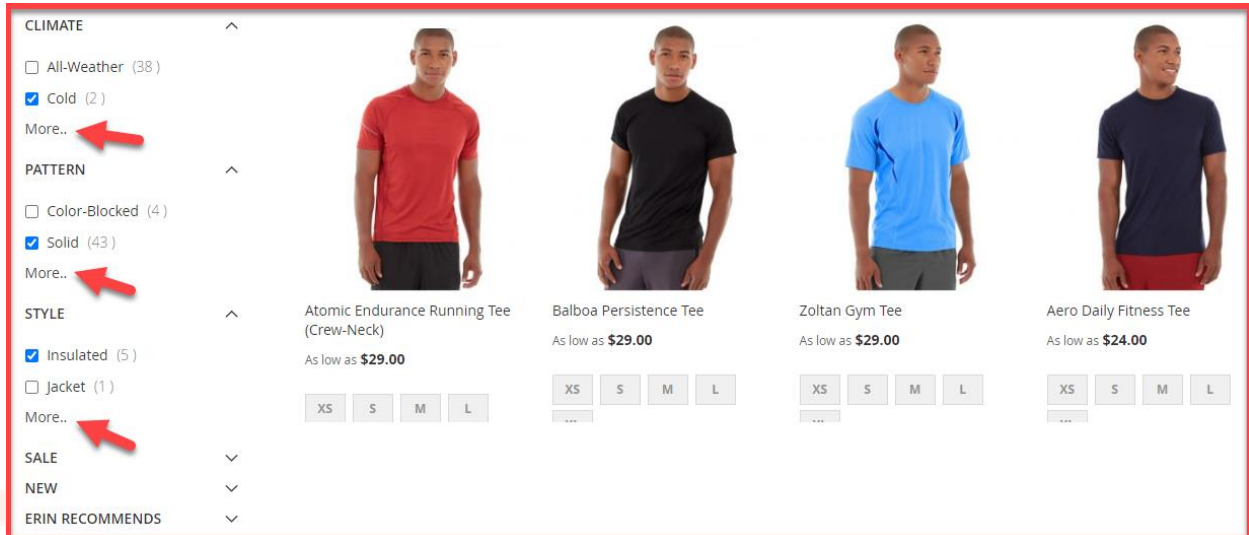 CLIMATE
All-Weather (38)
Cold (2)
More..
PATTERN
Color-Blocked (4)
Solid (43)
More..
STYLE
Insulated (5)
Jacket (1)
More..
SALE
NEW
ERIN RECOMMENDS
Atomic Endurance Running Tee
(Crew-Neck)
As low as $29.00
XS S M L
Balboa Persistence Tee
As low as $29.00
XS S M L
Zoltan Gym Tee
As low as $29.00
XS S M L
Aero Daily Fitness Tee
As low as $24.00
XS S M L